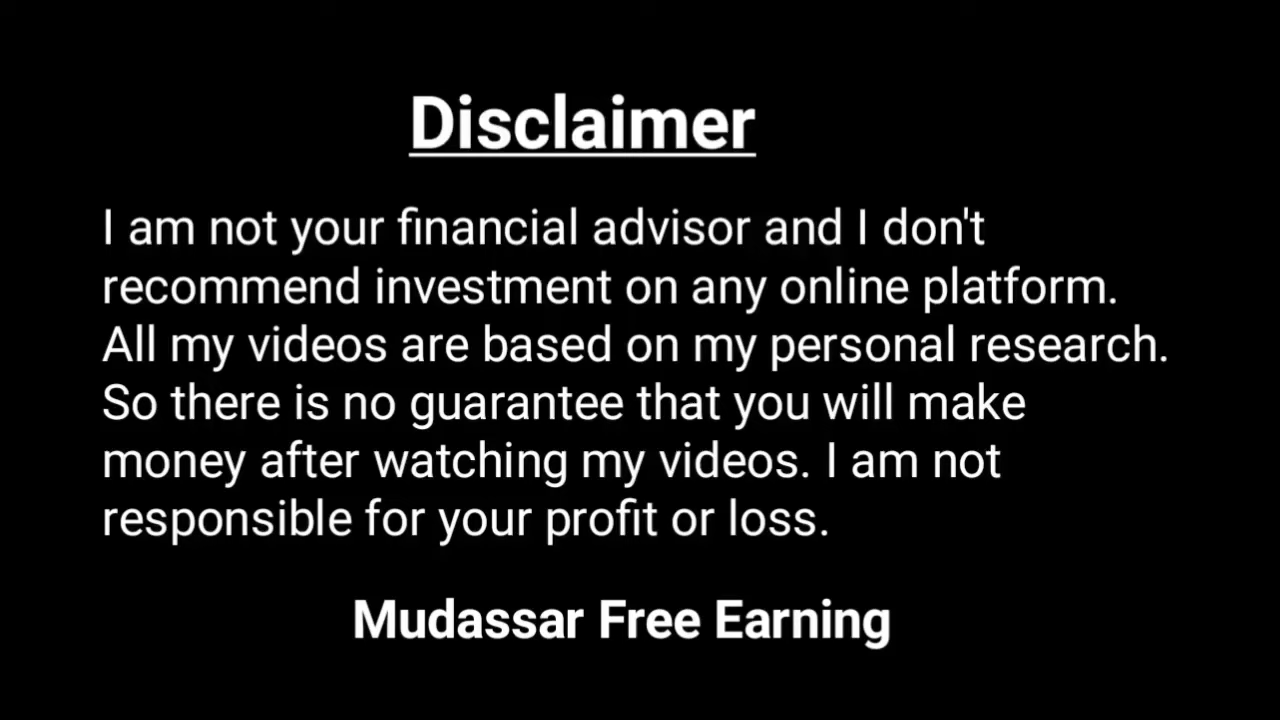 Disclaimer
I am not your financial advisor and I don't
recommend investment on any online platform.
All my videos are based on my personal research.
So there is no guarantee that you will make
money after watching my videos. I am not
responsible for your profit or loss.
Mudassar Free Earning